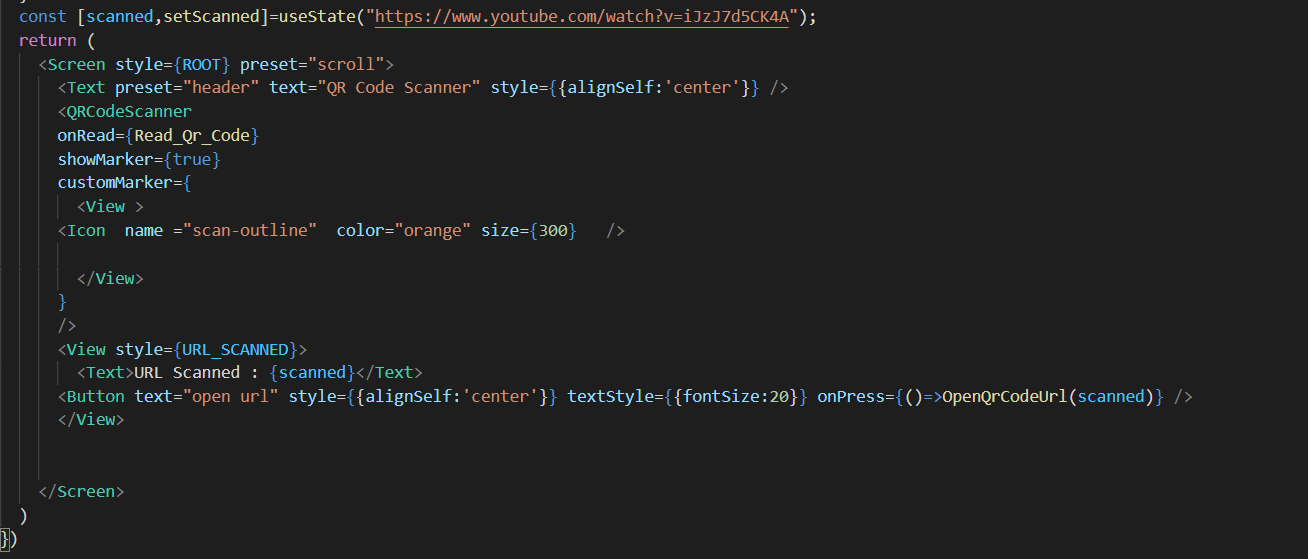 const [scanned,setScanned]=useState("https://www.youtube.com/watch?v=iJzJ7d5CK4A");
return (
<Screen style={ROOT} preset="scroll">
<Text preset="header" text="QR Code Scanner" style={{alignSelf:'center'}} />
<QRCodeScanner
onRead={Read_Qr_Code}
showMarker={true}
customMarker={
<View >
<Icon  name ="scan-outline"  color="orange" size={300}   />
</View>
}
/>
<View style={URL_SCANNED}>
<Text>URL Scanned : {scanned}</Text>
<Button text="open url" style={{alignSelf:'center'}} textStyle={{fontSize:20}} onPress={()=>OpenQrCodeUrl(scanned)} />
</View>
</Screen>
)
})